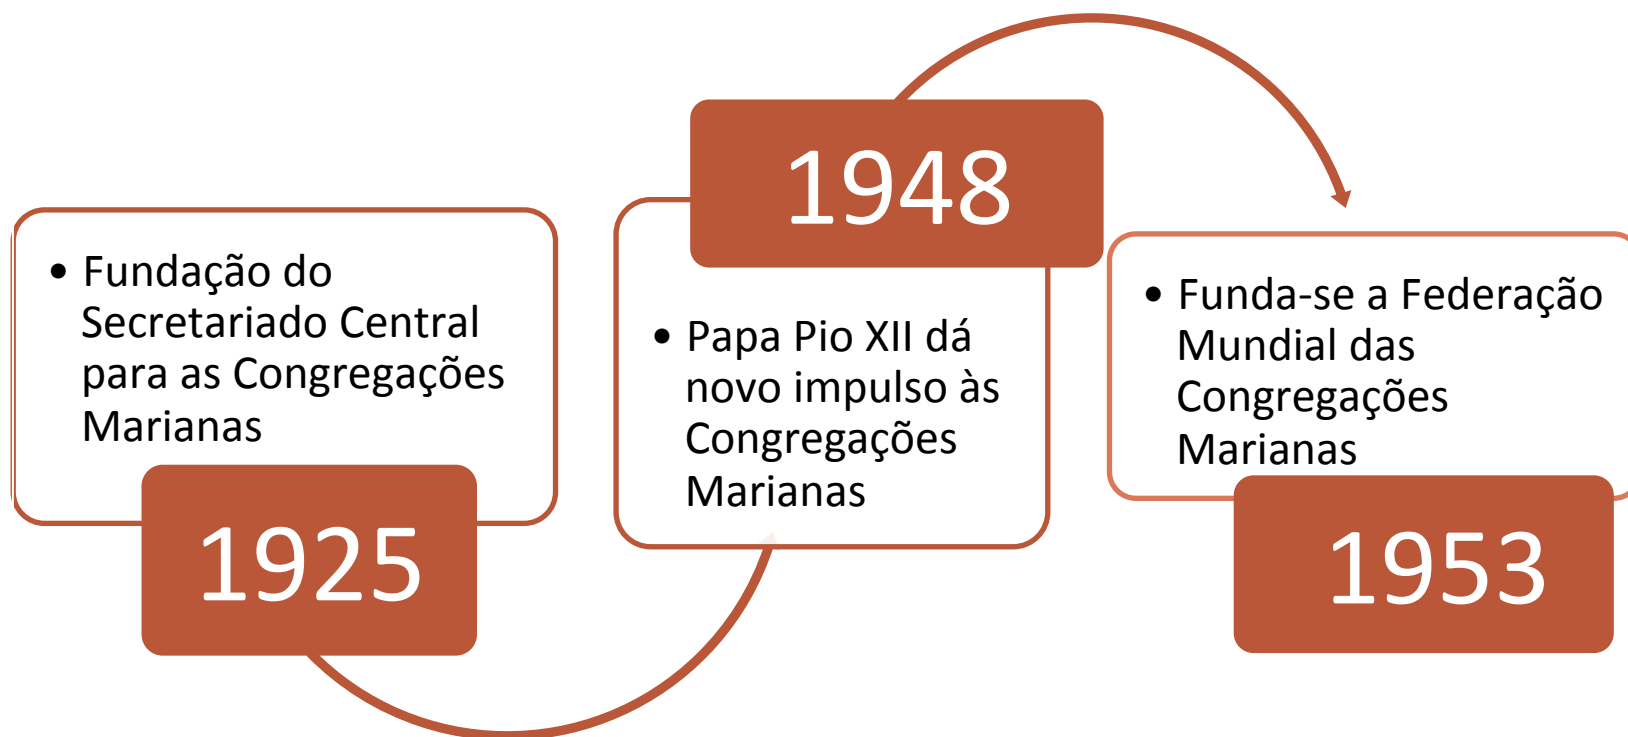 • Fundação do
Secretariado Central
para as Congregações
Marianas
1925
1948
• Papa Pio XII dá
novo impulso às
Congregações
Marianas
• Funda-se a Federação
Mundial das
Congregações
Marianas
1953